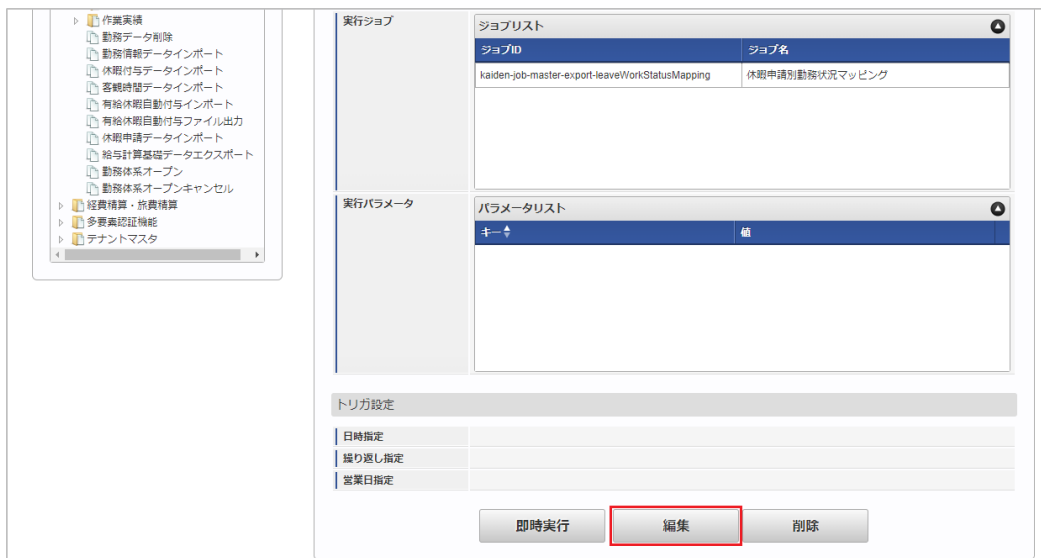 作業実績
勤務データ削除
勤務情報データインポート
休暇付与データインポート
客観時間データインポート
有給休暇自動付与インポート
有給休暇自動付与ファイル出力
休暇申請データインポート
給与計算基礎データエクスポート
勤務体系オープン
勤務体系オープンキャンセル
経費精算・旅費精算
多要素認証機能
テナントマスタ
実行ジョブ
ジョブリスト
ジョブID ジョブ名
kaiden-job-master-export-leaveWorkStatusMapping 休暇申請別勤務状況マッピング
実行パラメータ
パラメータリスト
キー 値
トリガ設定
日時指定
繰り返し指定
営業日指定
即時実行 編集 削除